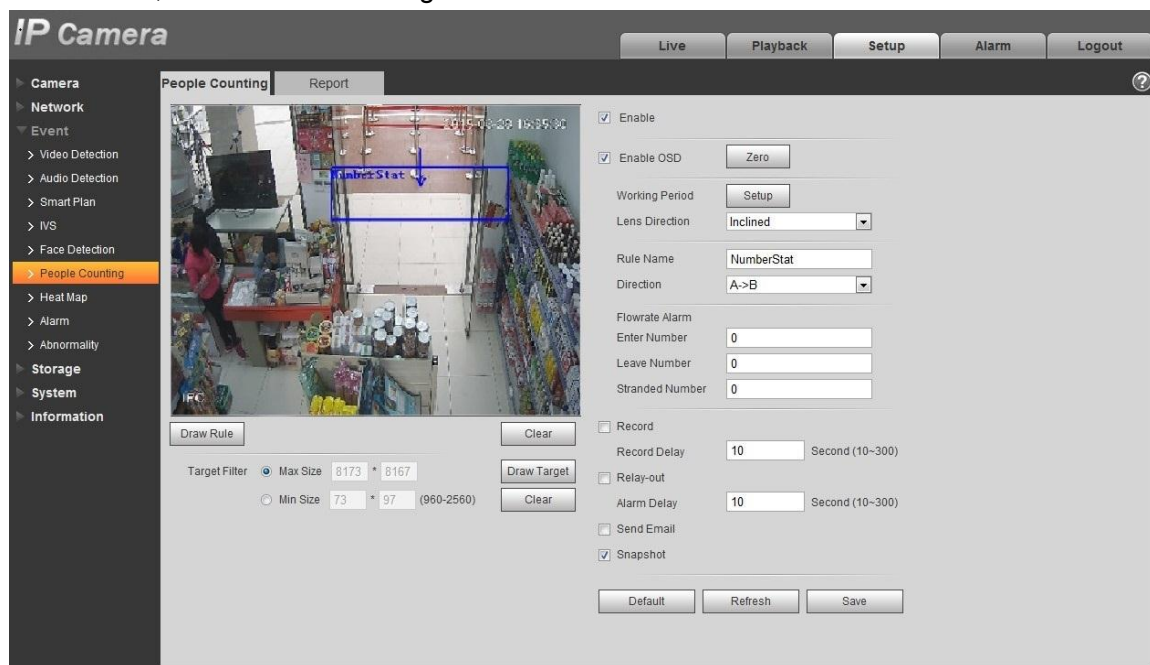 IP Camera
Live Playback Setup Alarm Logout
Camera
Network
Event
Video Detection
Audio Detection
Smart Plan
IVS
Face Detection
People Counting
Heat Map
Alarm
Abnormality
Storage
System
Information
People Counting Report
NumberStat
IPC
Draw Rule Clear
Target Filter Max Size 8173 * 8167 Draw Target
Min Size 73 * 97 (960-2560) Clear
Enable
Enable OSD Zero
Working Period Setup
Lens Direction Inclined
Rule Name NumberStat
Direction A->B
Flowrate Alarm
Enter Number 0
Leave Number 0
Stranded Number 0
Record
Record Delay 10 Second (10~300)
Relay-out
Alarm Delay 10 Second (10~300)
Send Email
Snapshot
Default Refresh Save